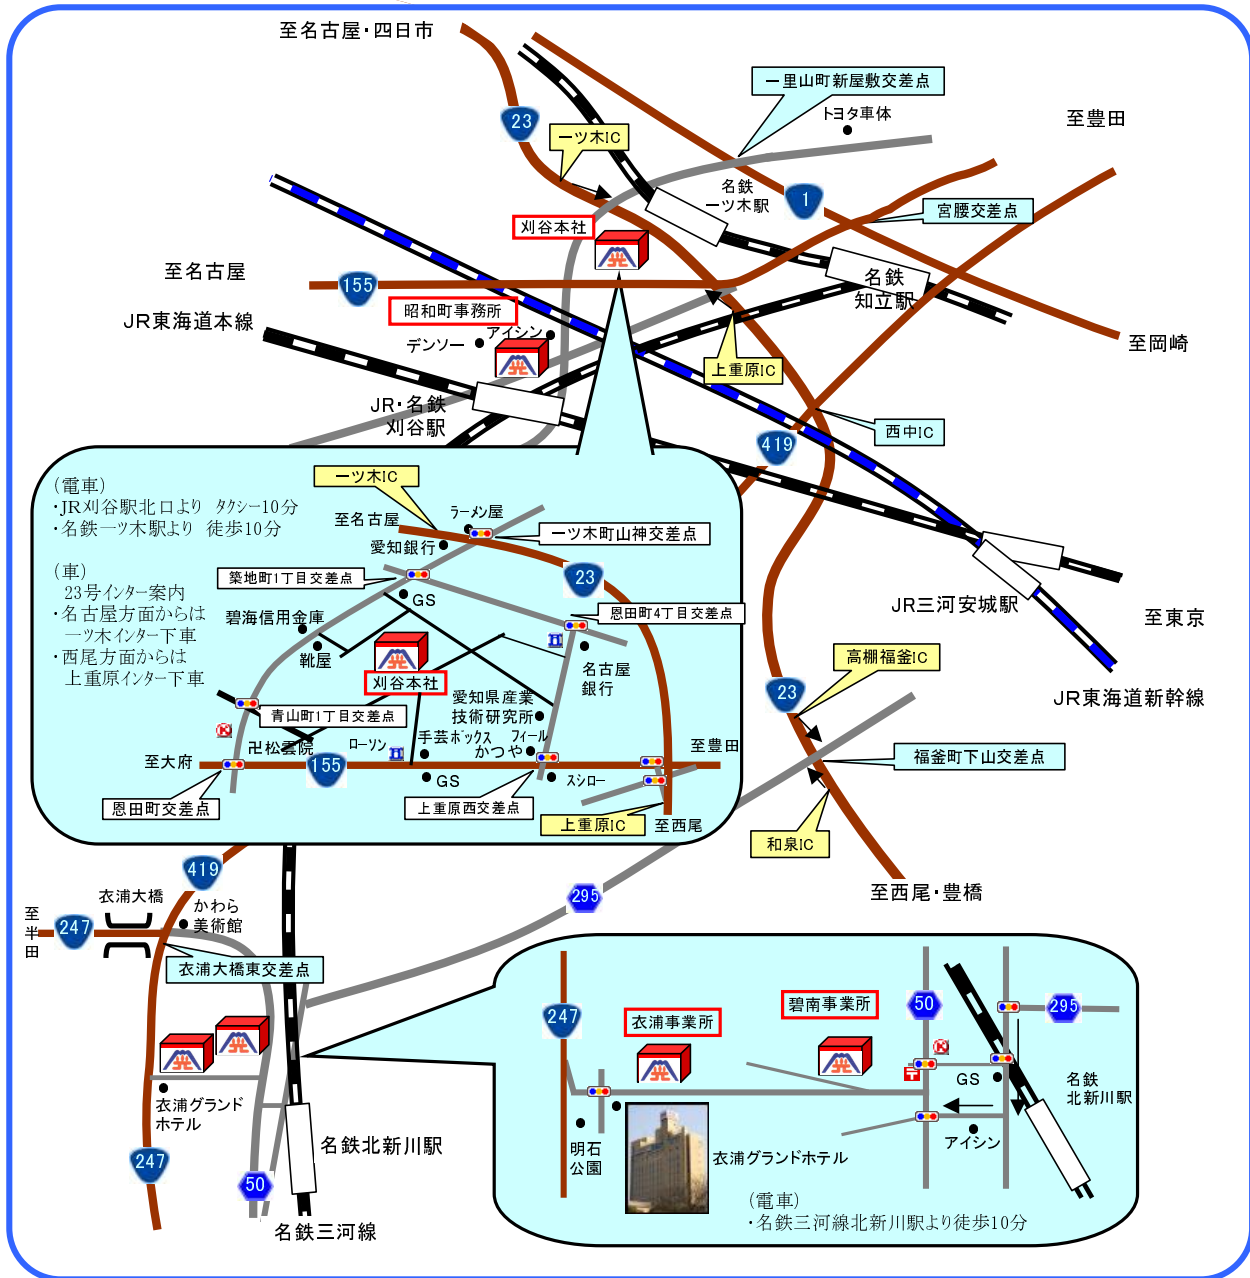 至名古屋・四日市
一里山町新屋敷交差点
トヨタ車体
至豊田
23
一ツ木IC
名鉄
一ツ木駅
1
宮腰交差点
刈谷本社
光
至名古屋
155
名鉄
知立駅
昭和町事務所
JR東海道本線
アイシン
デンソー
光
至岡崎
上重原IC
JR・名鉄
刈谷駅
西中IC
419
(電車)
・JR刈谷駅北口より タクシー10分
・名鉄一ツ木駅より 徒歩10分
(車)
23号インター案内
・名古屋方面からは
一ツ木インター下車
・西尾方面からは
上重原インター下車
一ツ木IC
至名古屋
ラーメン屋
一ツ木町山神交差点
愛知銀行
築地町1丁目交差点
23
GS
恩田町4丁目交差点
碧海信用金庫
靴屋
光
刈谷本社
名古屋
銀行
愛知県産業
技術研究所
青山町1丁目交差点
K
卍松雲院
ローソン
手芸ボックス
フィール
かつや
至豊田
至大府
155
GS
スシロー
恩田町交差点
上重原西交差点
上重原IC
至西尾
JR三河安城駅
至東京
JR東海道新幹線
高棚福釜IC
23
福釜町下山交差点
和泉IC
至西尾・豊橋
419
衣浦大橋
至半田
247
かわら
美術館
295
衣浦大橋東交差点
光
光
衣浦グランド
ホテル
247
50
名鉄北新川駅
名鉄三河線
247
衣浦事業所
光
碧南事業所
光
50
295
K
〒
GS
名鉄
北新川駅
アイシン
明石
公園
衣浦グランドホテル
(電車)
・名鉄三河線北新川駅より徒歩10分